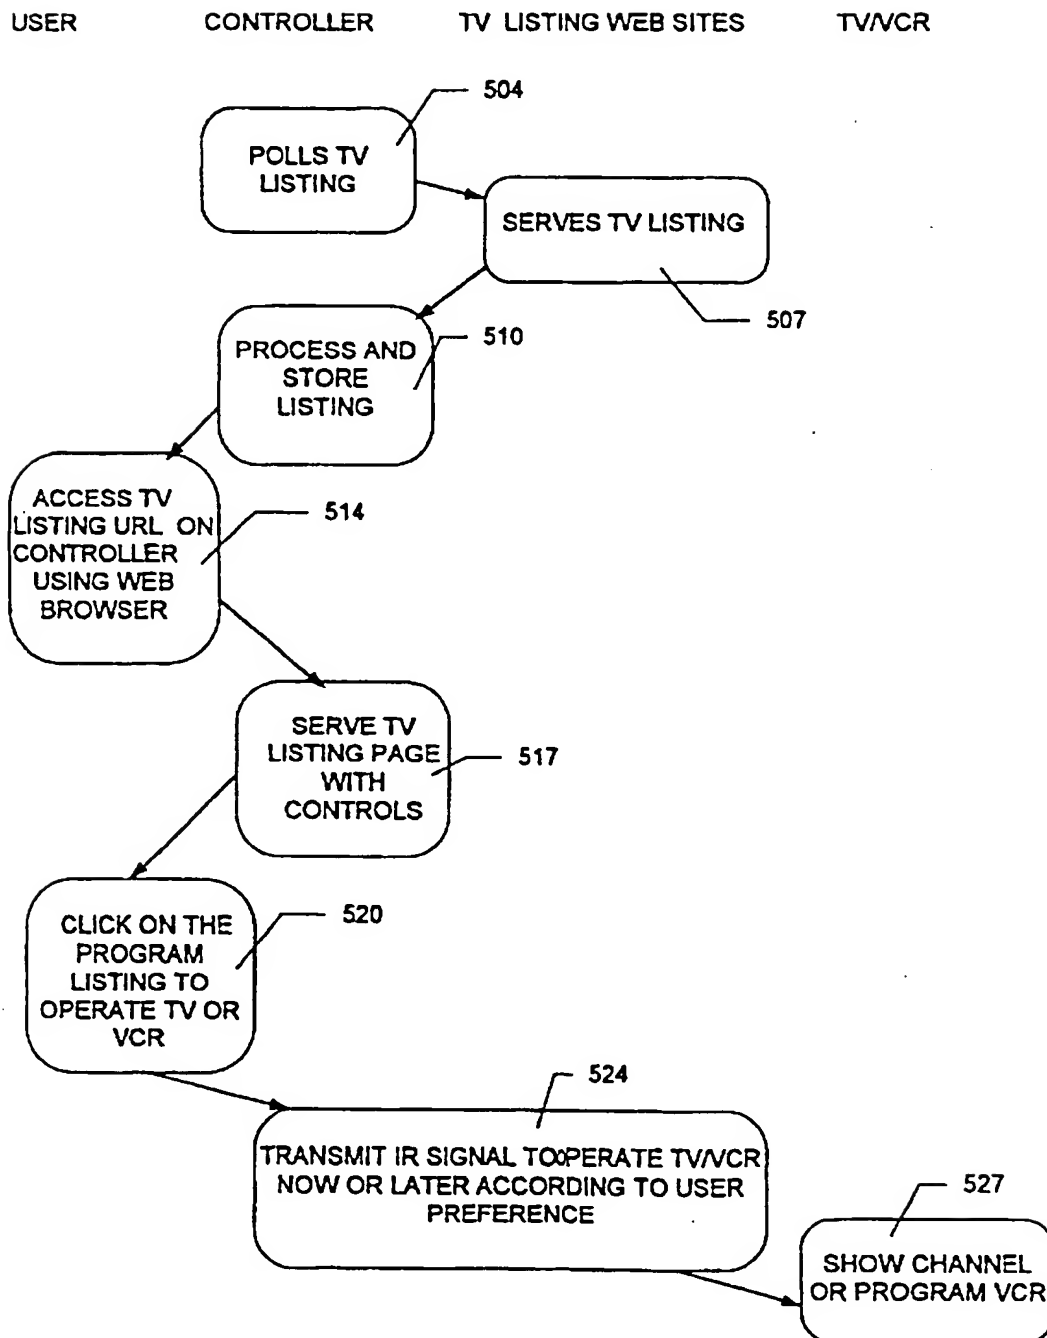 USER CONTROLLER TV LISTING WEB SITES TV/VCR
504
POLLS TV
LISTING
SERVES TV LISTING
507
510
PROCESS AND
STORE
LISTING
ACCESS TV
LISTING URL ON
CONTROLLER
USING WEB
BROWSER
514
SERVE TV
LISTING PAGE
WITH
CONTROLS
517
CLICK ON THE
PROGRAM
LISTING TO
OPERATE TV OR
VCR
520
524
TRANSMIT IR SIGNAL TO OPERATE TV/VCR
NOW OR LATER ACCORDING TO USER
PREFERENCE
527
SHOW CHANNEL
OR PROGRAM VCR